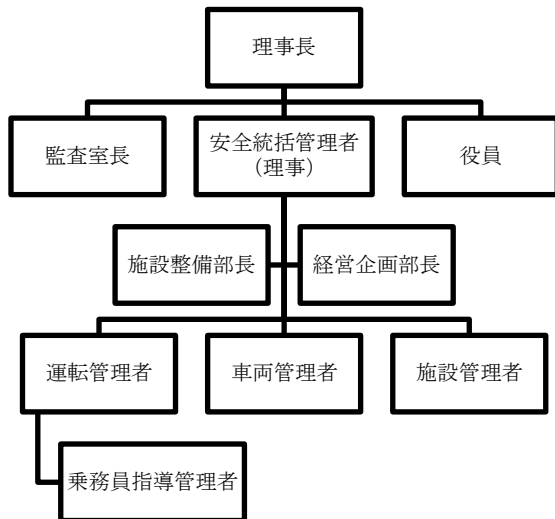 理事長
監査室長
安全統括管理者
(理事)
役員
施設整備部長
経営企画部長
運転管理者
車両管理者
施設管理者
乗務員指導管理者